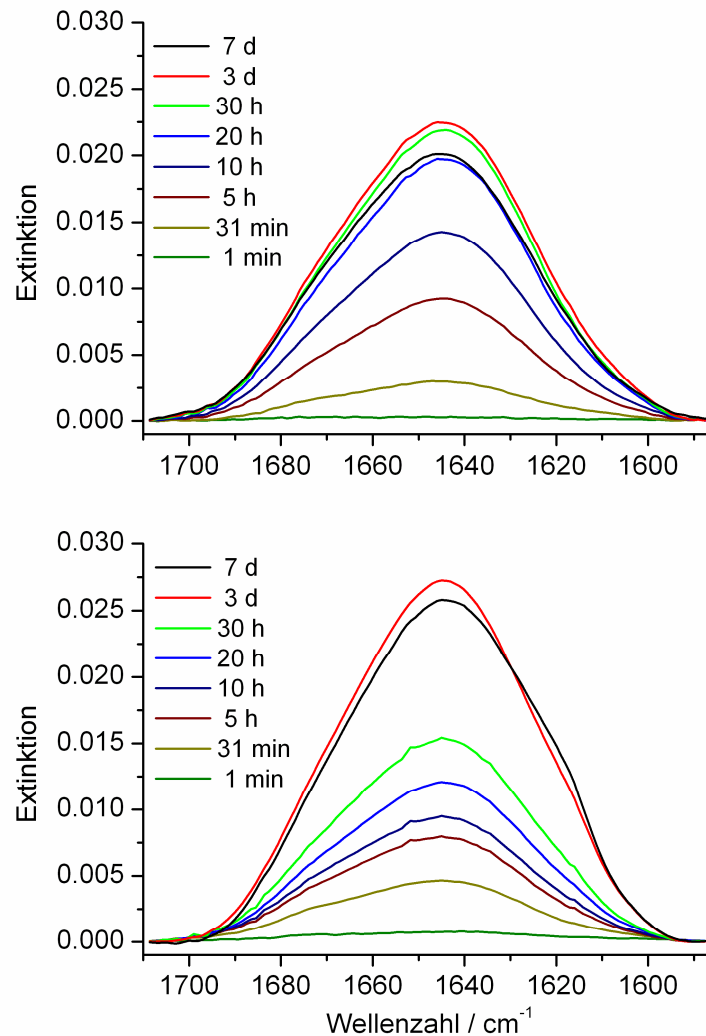 0.030
0.025
0.020
0.015
0.010
0.005
0.000
Extinktion
7 d
3 d
30 h
20 h
10 h
5 h
31 min
1 min
1700 1680 1660 1640 1620 1600
0.030
0.025
0.020
0.015
0.010
0.005
0.000
Extinktion
7 d
3 d
30 h
20 h
10 h
5 h
31 min
1 min
1700 1680 1660 1640 1620 1600
Wellenzahl / cm⁻¹